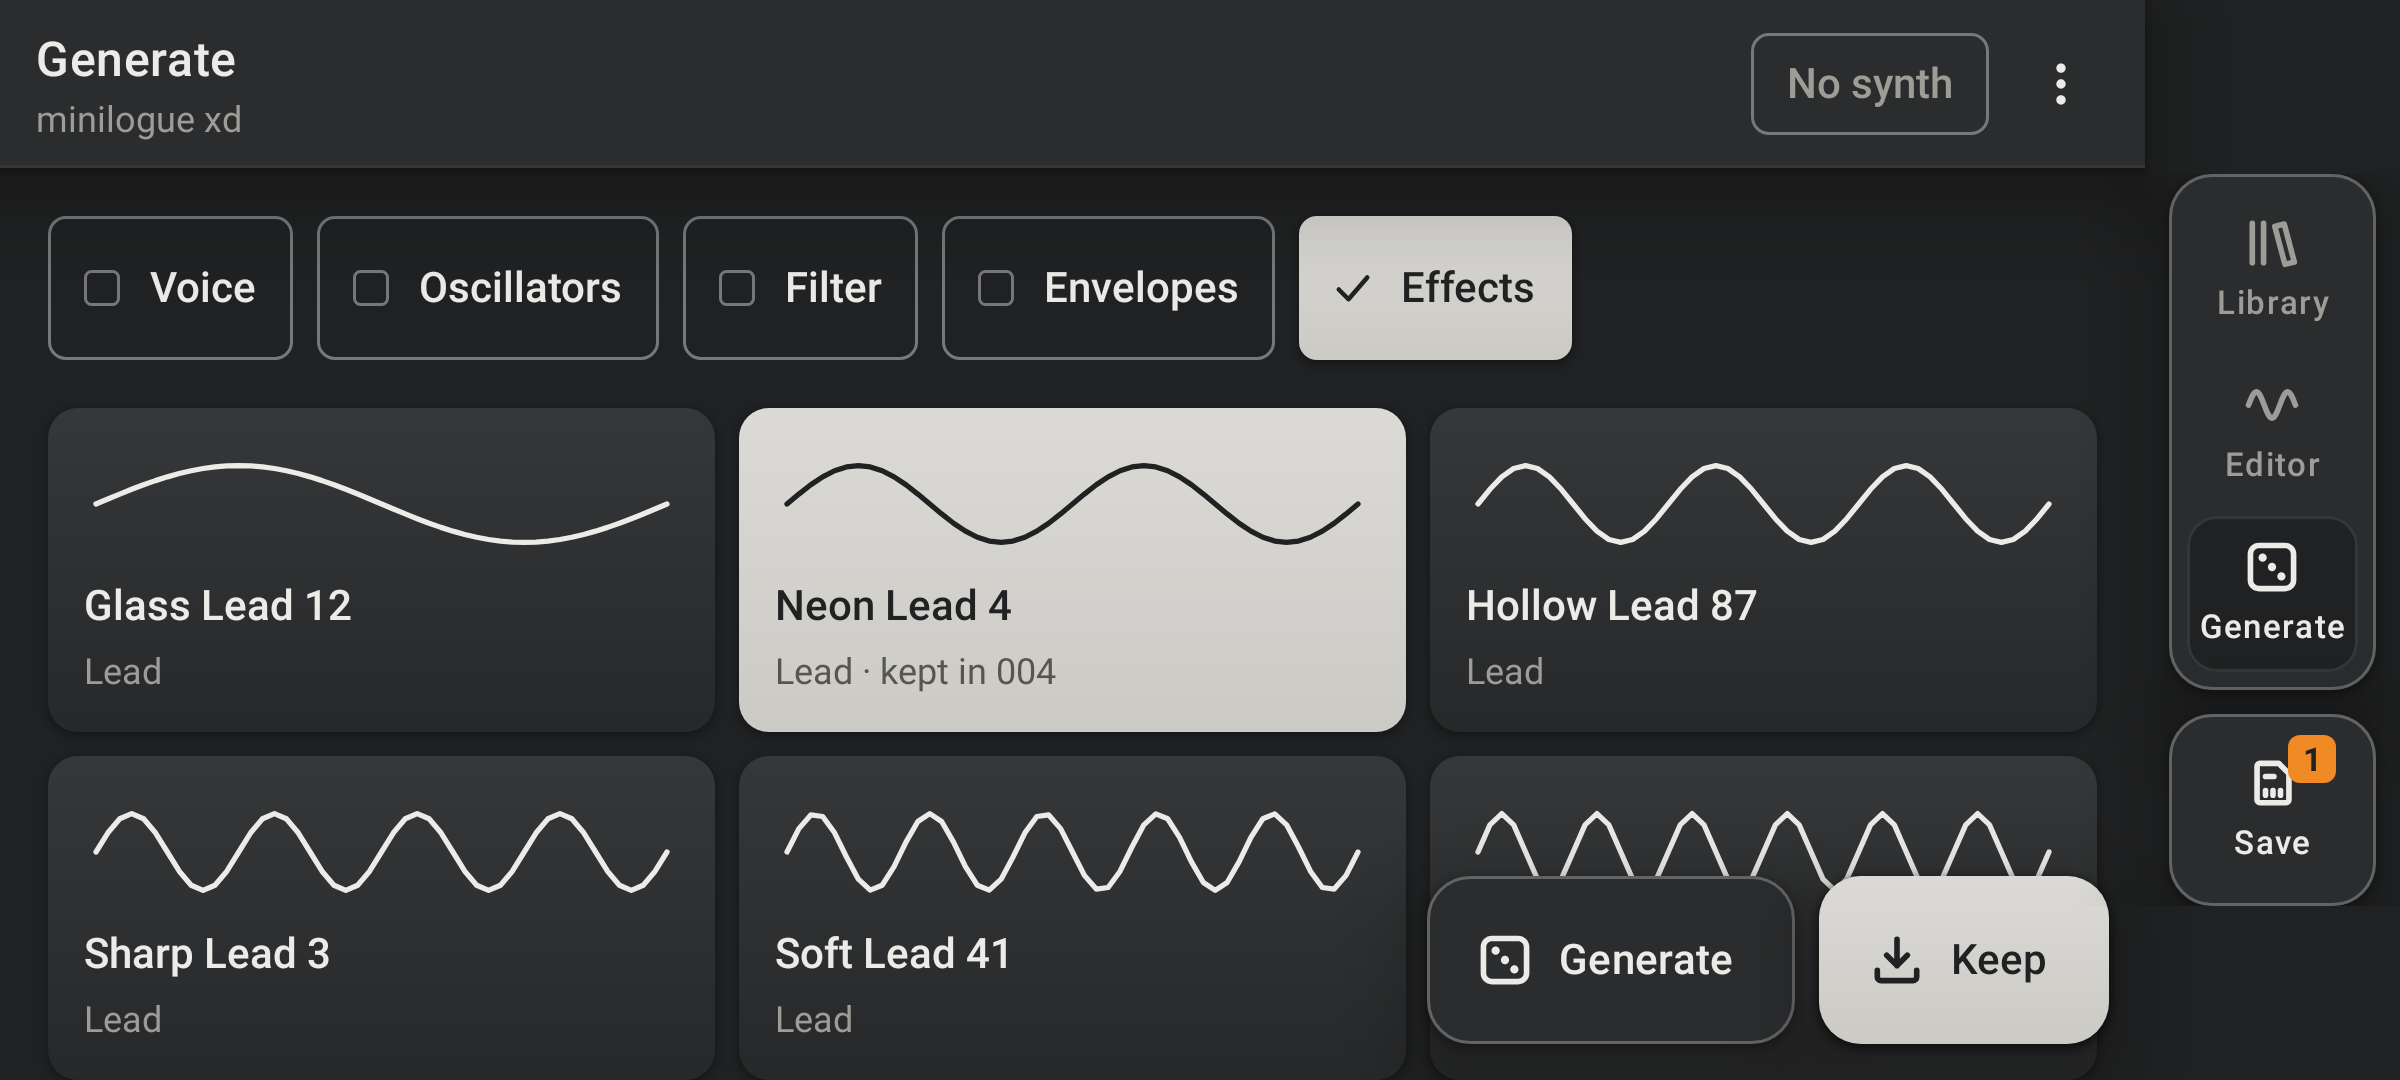 Generate
minilogue xd
No synth
Voice
Oscillators
Filter
Envelopes
Effects
Glass Lead 12
Lead
Neon Lead 4
Lead · kept in 004
Hollow Lead 87
Lead
Sharp Lead 3
Lead
Soft Lead 41
Lead
Generate
Keep
Library
Editor
Generate
1
Save